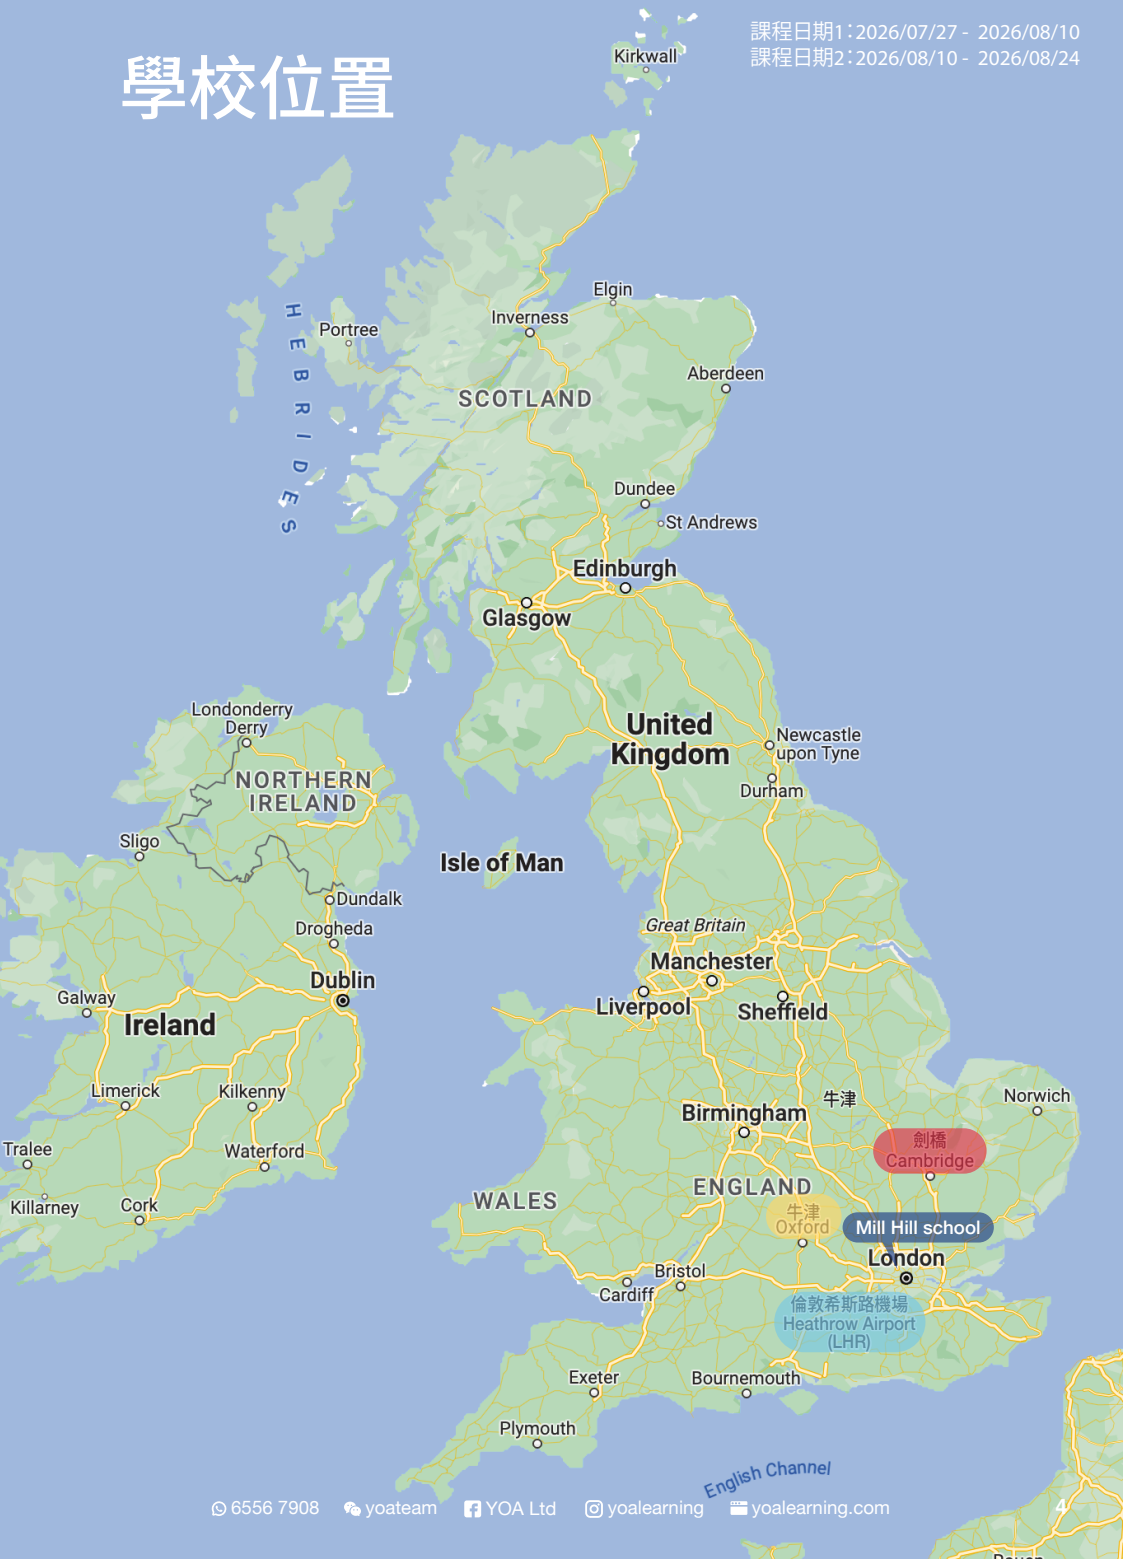 學校位置
課程日期1：2026/07/27 - 2026/08/10
課程日期2：2026/08/10 - 2026/08/24
Kirkwall
HEBRIDES
Portree
Elgin
Inverness
Aberdeen
SCOTLAND
Dundee
St Andrews
Edinburgh
Glasgow
Londonderry
Derry
United
Kingdom
Newcastle
upon Tyne
NORTHERN
IRELAND
Durham
Sligo
Isle of Man
Dundalk
Drogheda
Great Britain
Manchester
Dublin
Galway
Liverpool
Sheffield
Ireland
Limerick
Kilkenny
牛津
Norwich
Birmingham
Tralee
Waterford
劍橋
Cambridge
Killarney
Cork
WALES
ENGLAND
牛津
Oxford
Mill Hill school
London
Bristol
Cardiff
倫敦希斯路機場
Heathrow Airport
(LHR)
Exeter
Bournemouth
Plymouth
English Channel
6556 7908 yoateam YOA Ltd yoalearning yoalearning.com
4